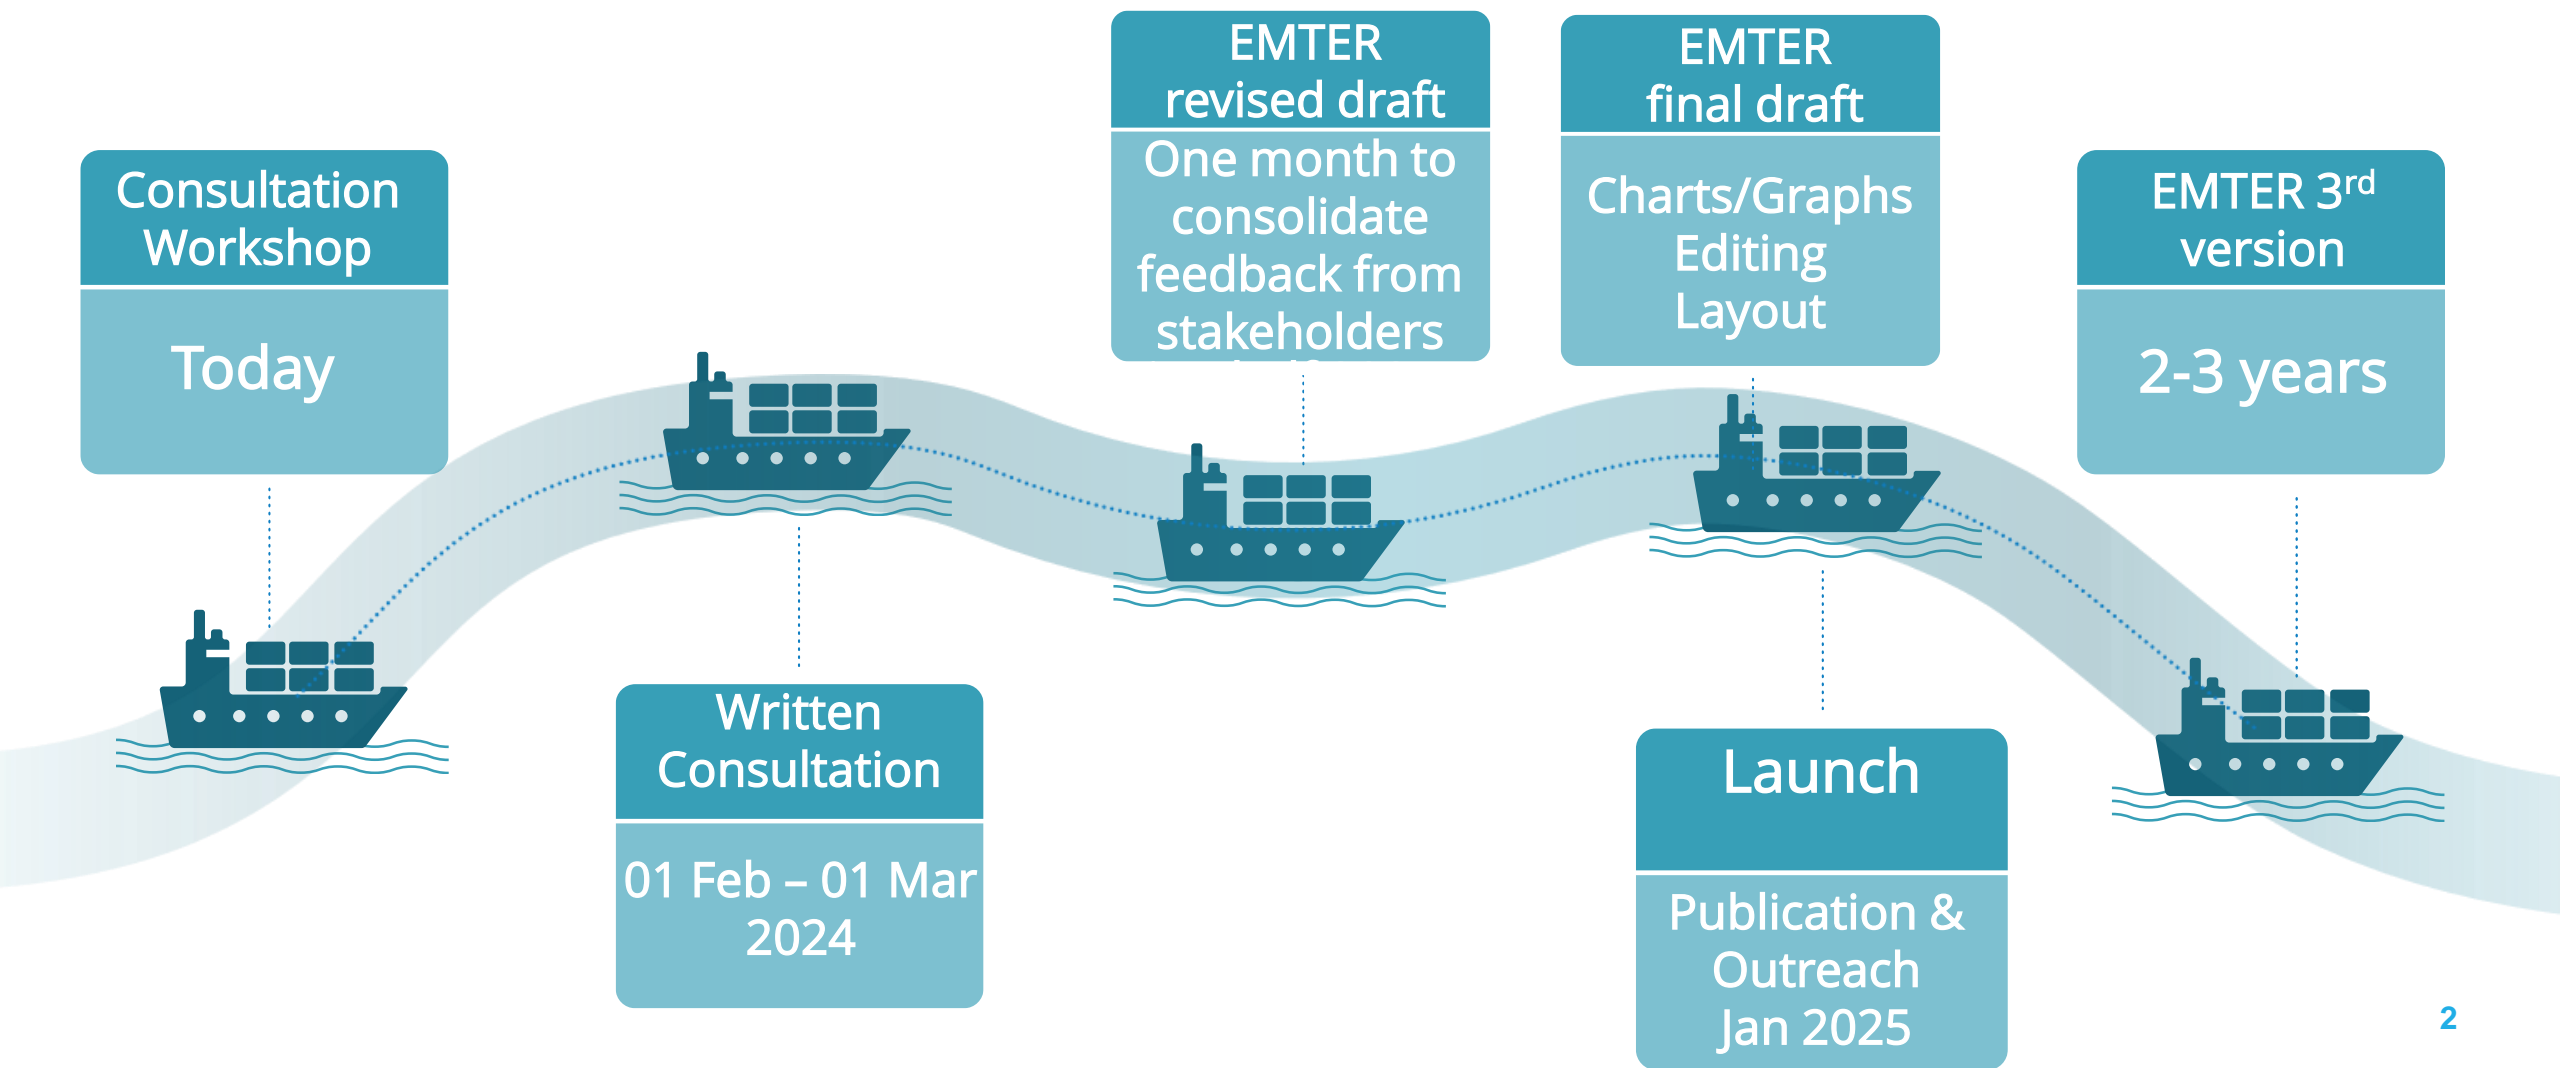 Consultation
Workshop
Today
Written
Consultation
01 Feb – 01 Mar
2024
EMTER
revised draft
One month to
consolidate
feedback from
stakeholders
EMTER
final draft
Charts/Graphs
Editing
Layout
Launch
Publication &
Outreach
Jan 2025
EMTER 3rd
version
2-3 years
2